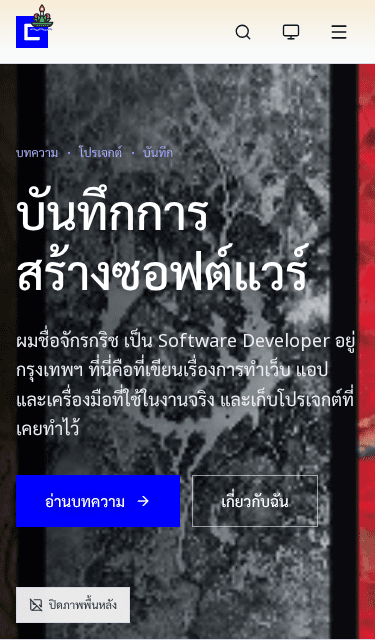 บทความ · โปรเจกต์ · บันทึก
บันทึกการ
สร้างซอฟต์แวร์
ผมชื่อจักรกริช เป็น Software Developer อยู่
กรุงเทพฯ ที่นี่คือที่เขียนเรื่องการทำเว็บ แอป
และเครื่องมือที่ใช้ในงานจริง และเก็บโปรเจกต์ที่
เคยทำไว้
อ่านบทความ →
เกี่ยวกับฉัน
ปิดภาพพื้นหลัง